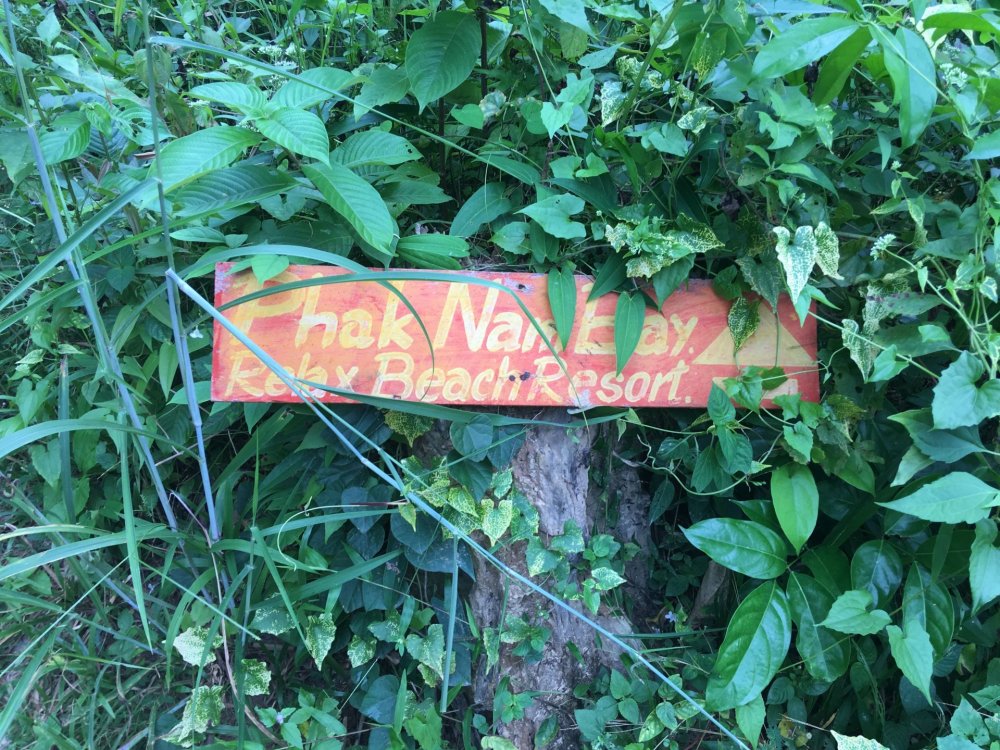 Phak Nam Bay.
Relax Beach Resort.